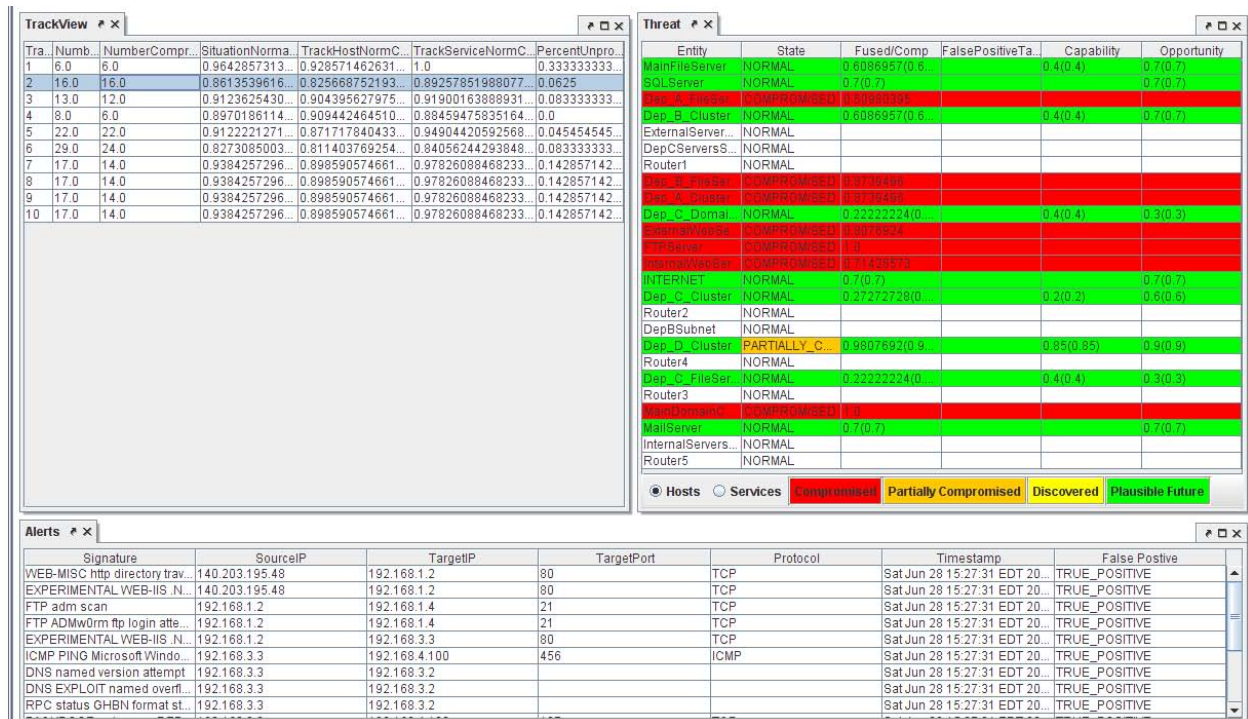 TrackView
Tra... Numb... NumberCompr... SituationNorma... TrackHostNormC... TrackServiceNormC... PercentUnpro...
1 6.0 6.0 0.9642857313... 0.928571462631... 1.0 0.333333333...
2 16.0 16.0 0.8613539616... 0.825668752193... 0.89257851988077... 0.0625
3 13.0 12.0 0.9123625430... 0.904395627975... 0.91900163888931... 0.083333333...
4 8.0 6.0 0.8970186114... 0.909442464510... 0.88459475835164... 0.0
5 22.0 22.0 0.9122221271... 0.871717840433... 0.94904420592568... 0.045454545...
6 29.0 24.0 0.8273085003... 0.811403769254... 0.84056244293848... 0.083333333...
7 17.0 14.0 0.9384257296... 0.898590574661... 0.97826088468233... 0.142857142...
8 17.0 14.0 0.9384257296... 0.898590574661... 0.97826088468233... 0.142857142...
9 17.0 14.0 0.9384257296... 0.898590574661... 0.97826088468233... 0.142857142...
10 17.0 14.0 0.9384257296... 0.898590574661... 0.97826088468233... 0.142857142...
Threat
Entity State Fused/Comp FalsePositiveTa... Capability Opportunity
MainFileServer NORMAL 0.6086957(0.6... 0.4(0.4) 0.7(0.7)
SQLServer NORMAL 0.7(0.7) 0.7(0.7)
Dep_A_FileSer... COMPROMISED
Dep_B_Cluster NORMAL 0.6086957(0.6... 0.4(0.4) 0.7(0.7)
ExternalServer... NORMAL
DepCServersS... NORMAL
Router1 NORMAL
Dep_B_FileSer... COMPROMISED 0.8739496
Dep_A_Cluster COMPROMISED 0.8739496
Dep_C_Domai... NORMAL 0.22222224(0.... 0.4(0.4) 0.3(0.3)
ExternalWebSe... COMPROMISED 0.8076924
FTPServer COMPROMISED 1.0
InternalWebSer... COMPROMISED 0.71428573
INTERNET NORMAL 0.7(0.7) 0.7(0.7)
Dep_C_Cluster NORMAL 0.27272728(0.... 0.2(0.2) 0.6(0.6)
Router2 NORMAL
DepBSubnet NORMAL
Dep_D_Cluster PARTIALLY_C... 0.9807692(0.9... 0.85(0.85) 0.9(0.9)
Router4 NORMAL
Dep_C_FileSer... NORMAL 0.22222224(0.... 0.4(0.4) 0.3(0.3)
Router3 NORMAL
MainDomainC... COMPROMISED 1.0
MailServer NORMAL 0.7(0.7) 0.7(0.7)
InternalServers... NORMAL
Router5 NORMAL
Hosts Services Compromised Partially Compromised Discovered Plausible Future
Alerts
Signature SourceIP TargetIP TargetPort Protocol Timestamp False Postive
WEB-MISC http directory trav... 140.203.195.48 192.168.1.2 80 TCP Sat Jun 28 15:27:31 EDT 20... TRUE_POSITIVE
EXPERIMENTAL WEB-IIS .N... 140.203.195.48 192.168.1.2 80 TCP Sat Jun 28 15:27:31 EDT 20... TRUE_POSITIVE
FTP adm scan 192.168.1.2 192.168.1.4 21 TCP Sat Jun 28 15:27:31 EDT 20... TRUE_POSITIVE
FTP ADMw0rm ftp login atte... 192.168.1.2 192.168.1.4 21 TCP Sat Jun 28 15:27:31 EDT 20... TRUE_POSITIVE
EXPERIMENTAL WEB-IIS .N... 192.168.1.2 192.168.3.3 80 TCP Sat Jun 28 15:27:31 EDT 20... TRUE_POSITIVE
ICMP PING Microsoft Windo... 192.168.3.3 192.168.4.100 456 ICMP Sat Jun 28 15:27:31 EDT 20... TRUE_POSITIVE
DNS named version attempt 192.168.3.3 192.168.3.2 Sat Jun 28 15:27:31 EDT 20... TRUE_POSITIVE
DNS EXPLOIT named overfl... 192.168.3.3 192.168.3.2 Sat Jun 28 15:27:31 EDT 20... TRUE_POSITIVE
RPC status GHBN format st... 192.168.3.3 192.168.3.2 Sat Jun 28 15:27:31 EDT 20... TRUE_POSITIVE